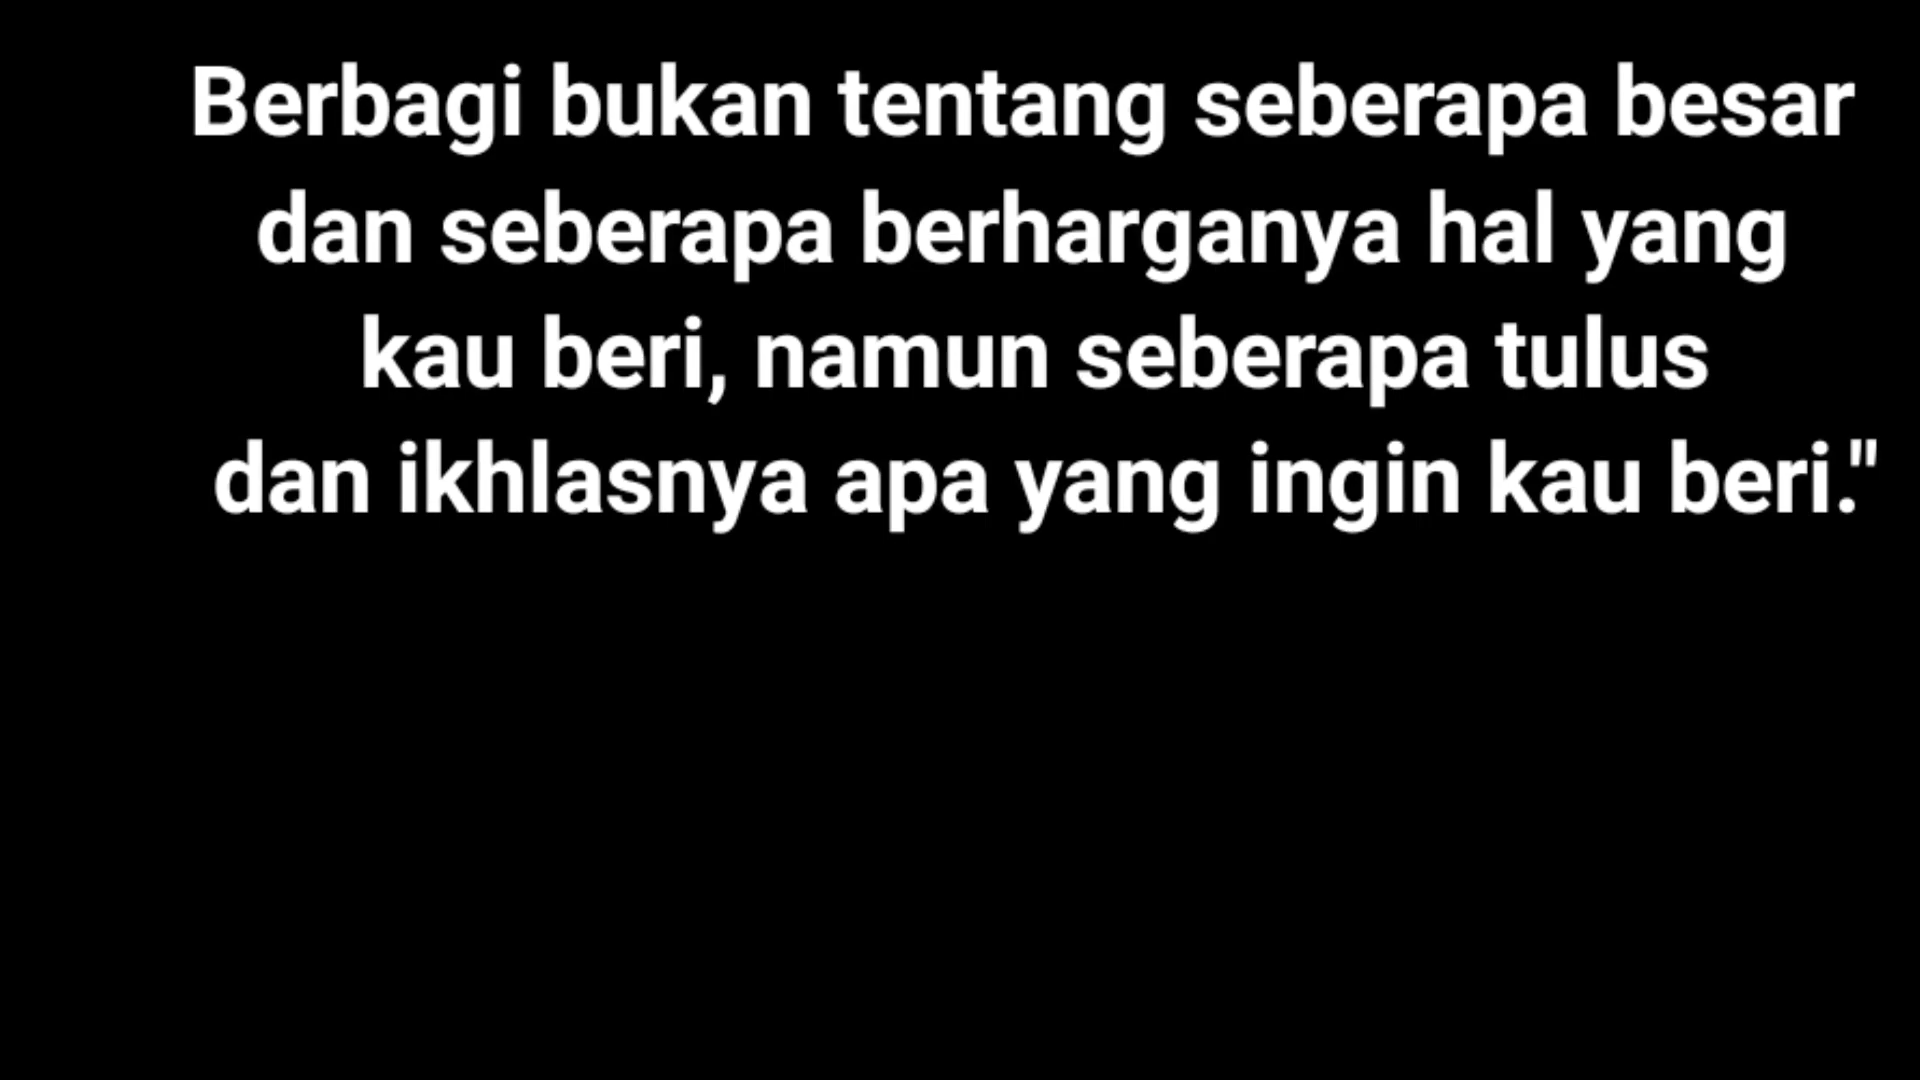 Berbagi bukan tentang seberapa besar
dan seberapa berharganya hal yang
kau beri, namun seberapa tulus
dan ikhlasnya apa yang ingin kau beri."